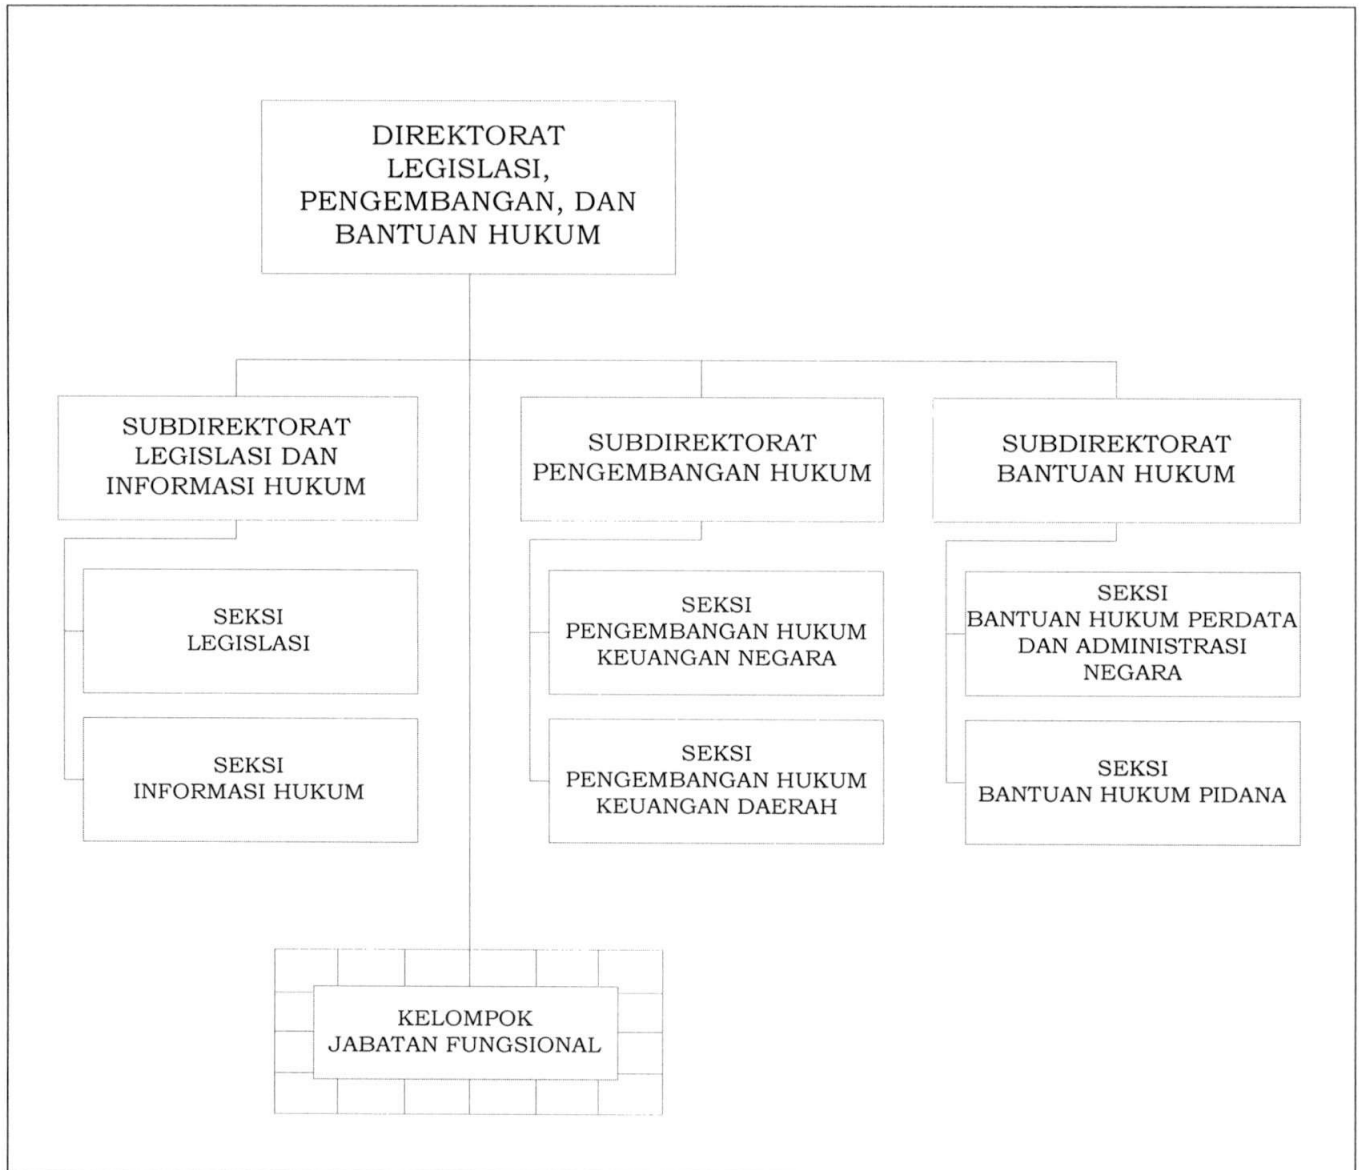 DIREKTORAT
LEGISLASI,
PENGEMBANGAN, DAN
BANTUAN HUKUM
SUBDIREKTORAT
LEGISLASI DAN
INFORMASI HUKUM
SUBDIREKTORAT
PENGEMBANGAN HUKUM
SUBDIREKTORAT
BANTUAN HUKUM
SEKSI
LEGISLASI
SEKSI
PENGEMBANGAN HUKUM
KEUANGAN NEGARA
SEKSI
BANTUAN HUKUM PERDATA
DAN ADMINISTRASI
NEGARA
SEKSI
INFORMASI HUKUM
SEKSI
PENGEMBANGAN HUKUM
KEUANGAN DAERAH
SEKSI
BANTUAN HUKUM PIDANA
KELOMPOK
JABATAN FUNGSIONAL